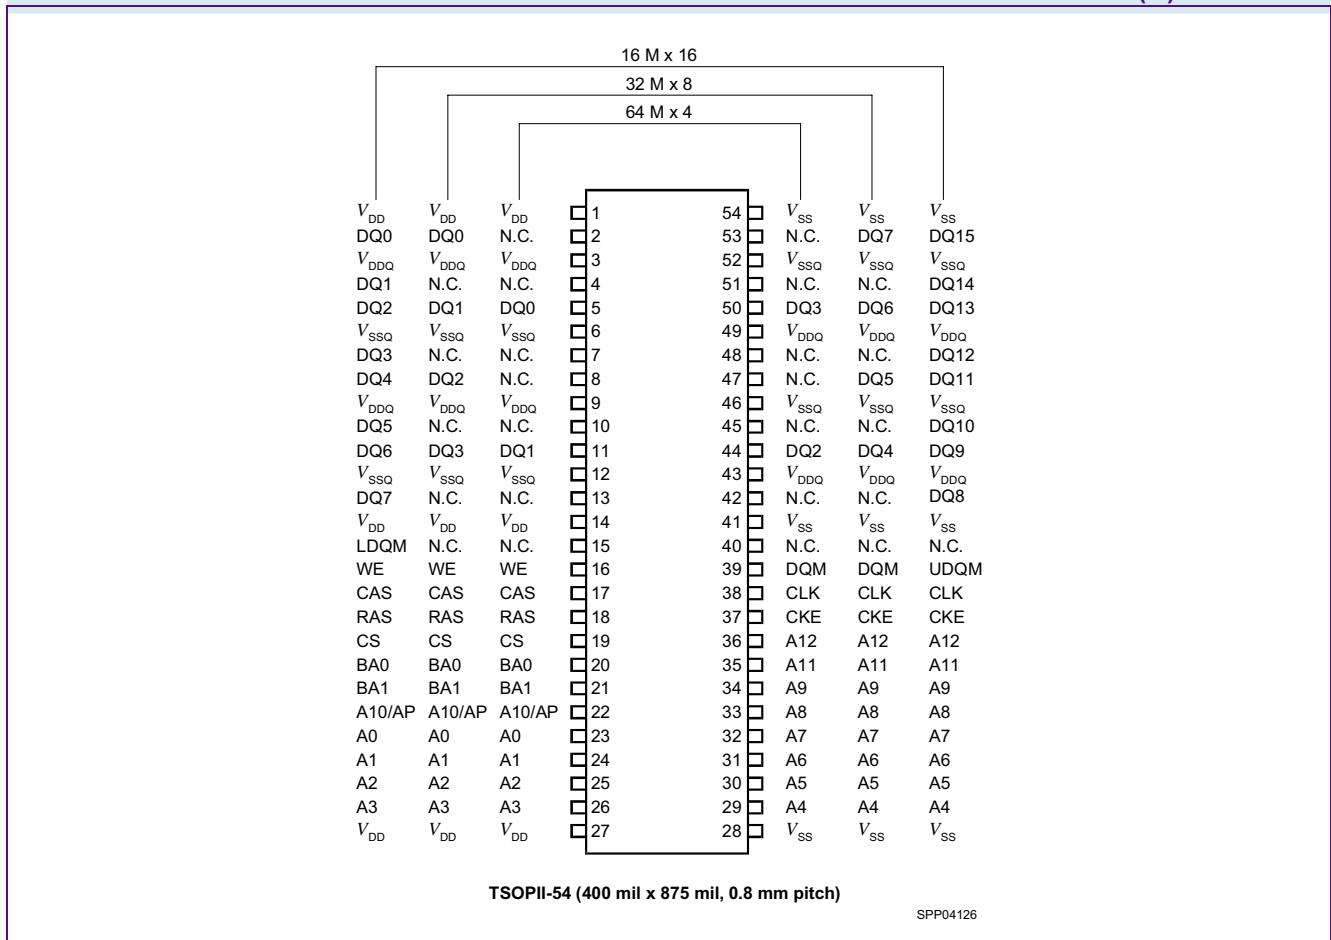 16 M x 16
32 M x 8
64 M x 4
VDD VDD VDD 1 54 VSS VSS VSS
DQ0 DQ0 N.C. 2 53 N.C. DQ7 DQ15
VDDQ VDDQ VDDQ 3 52 VSSQ VSSQ VSSQ
DQ1 N.C. N.C. 4 51 N.C. N.C. DQ14
DQ2 DQ1 DQ0 5 50 DQ3 DQ6 DQ13
VSSQ VSSQ VSSQ 6 49 VDDQ VDDQ VDDQ
DQ3 N.C. N.C. 7 48 N.C. N.C. DQ12
DQ4 DQ2 N.C. 8 47 N.C. DQ5 DQ11
VDDQ VDDQ VDDQ 9 46 VSSQ VSSQ VSSQ
DQ5 N.C. N.C. 10 45 N.C. N.C. DQ10
DQ6 DQ3 DQ1 11 44 DQ2 DQ4 DQ9
VSSQ VSSQ VSSQ 12 43 VDDQ VDDQ VDDQ
DQ7 N.C. N.C. 13 42 N.C. N.C. DQ8
VDD VDD VDD 14 41 VSS VSS VSS
LDQM N.C. N.C. 15 40 N.C. N.C. N.C.
WE WE WE 16 39 DQM DQM UDQM
CAS CAS CAS 17 38 CLK CLK CLK
RAS RAS RAS 18 37 CKE CKE CKE
CS CS CS 19 36 A12 A12 A12
BA0 BA0 BA0 20 35 A11 A11 A11
BA1 BA1 BA1 21 34 A9 A9 A9
A10/AP A10/AP A10/AP 22 33 A8 A8 A8
A0 A0 A0 23 32 A7 A7 A7
A1 A1 A1 24 31 A6 A6 A6
A2 A2 A2 25 30 A5 A5 A5
A3 A3 A3 26 29 A4 A4 A4
VDD VDD VDD 27 28 VSS VSS VSS
TSOPII-54 (400 mil x 875 mil, 0.8 mm pitch)
SPP04126